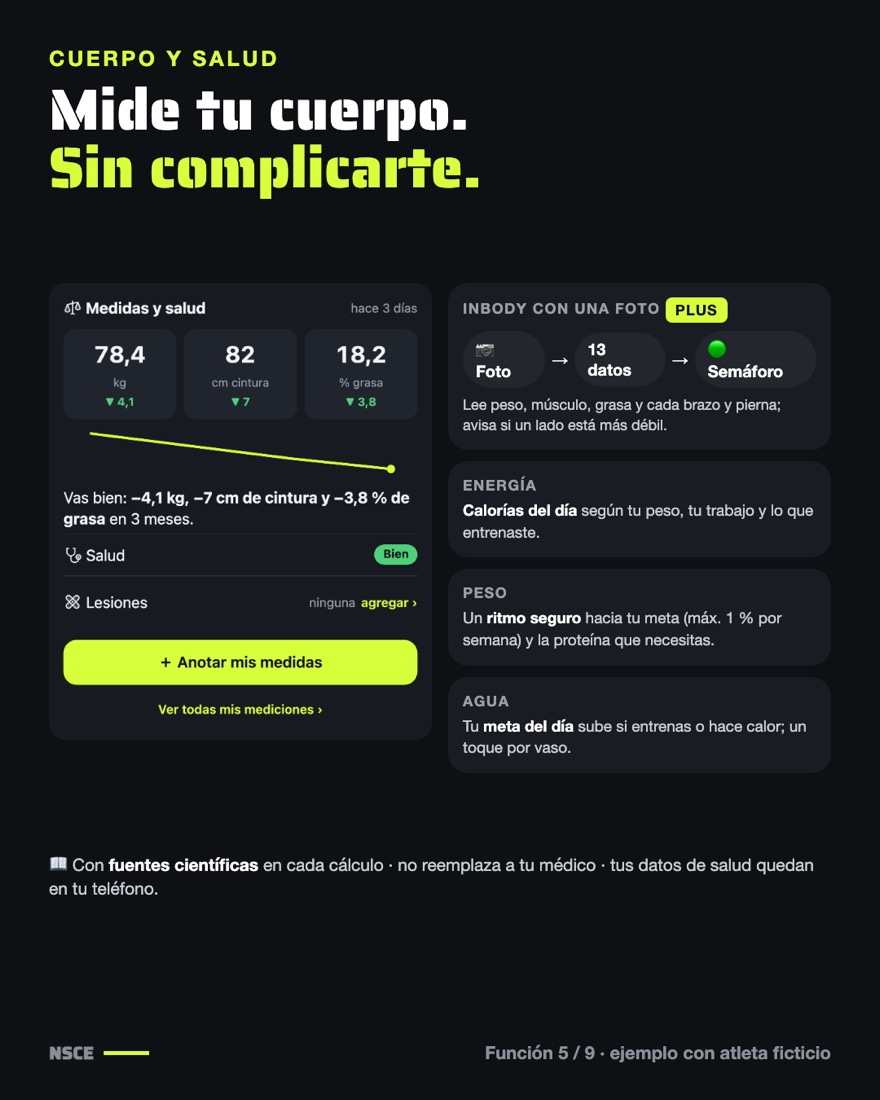 CUERPO Y SALUD
Mide tu cuerpo.
Sin complicarte.
Medidas y salud
hace 3 días
78,4
kg
▼ 4,1
82
cm cintura
▼ 7
18,2
% grasa
▼ 3,8
Vas bien: −4,1 kg, −7 cm de cintura y −3,8 % de
grasa en 3 meses.
Salud
Bien
Lesiones
ninguna agregar ›
+ Anotar mis medidas
Ver todas mis mediciones ›
INBODY CON UNA FOTO PLUS
📷
Foto
→
13
datos
→
🟢
Semáforo
Lee peso, músculo, grasa y cada brazo y pierna;
avisa si un lado está más débil.
ENERGÍA
Calorías del día según tu peso, tu trabajo y lo que
entrenaste.
PESO
Un ritmo seguro hacia tu meta (máx. 1 % por
semana) y la proteína que necesitas.
AGUA
Tu meta del día sube si entrenas o hace calor; un
toque por vaso.
📖 Con fuentes científicas en cada cálculo · no reemplaza a tu médico · tus datos de salud quedan
en tu teléfono.
NSCE
Función 5 / 9 · ejemplo con atleta ficticio